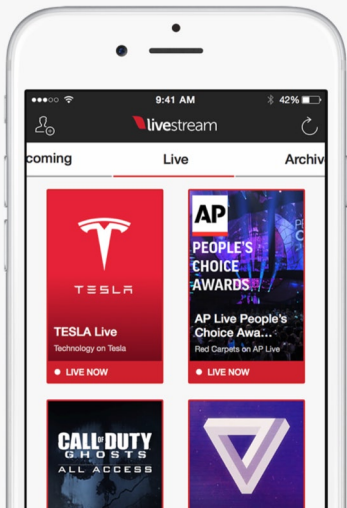 9:41 AM
42%
livestream
coming
Live
Archiv
TESLA
TESLA Live
Technology on Tesla
LIVE NOW
AP
PEOPLE'S
CHOICE
AWARDS
AP Live People's
Choice Awa...
Red Carpets on AP Live
LIVE NOW
CALL OF DUTY
GHOSTS
ALL ACCESS